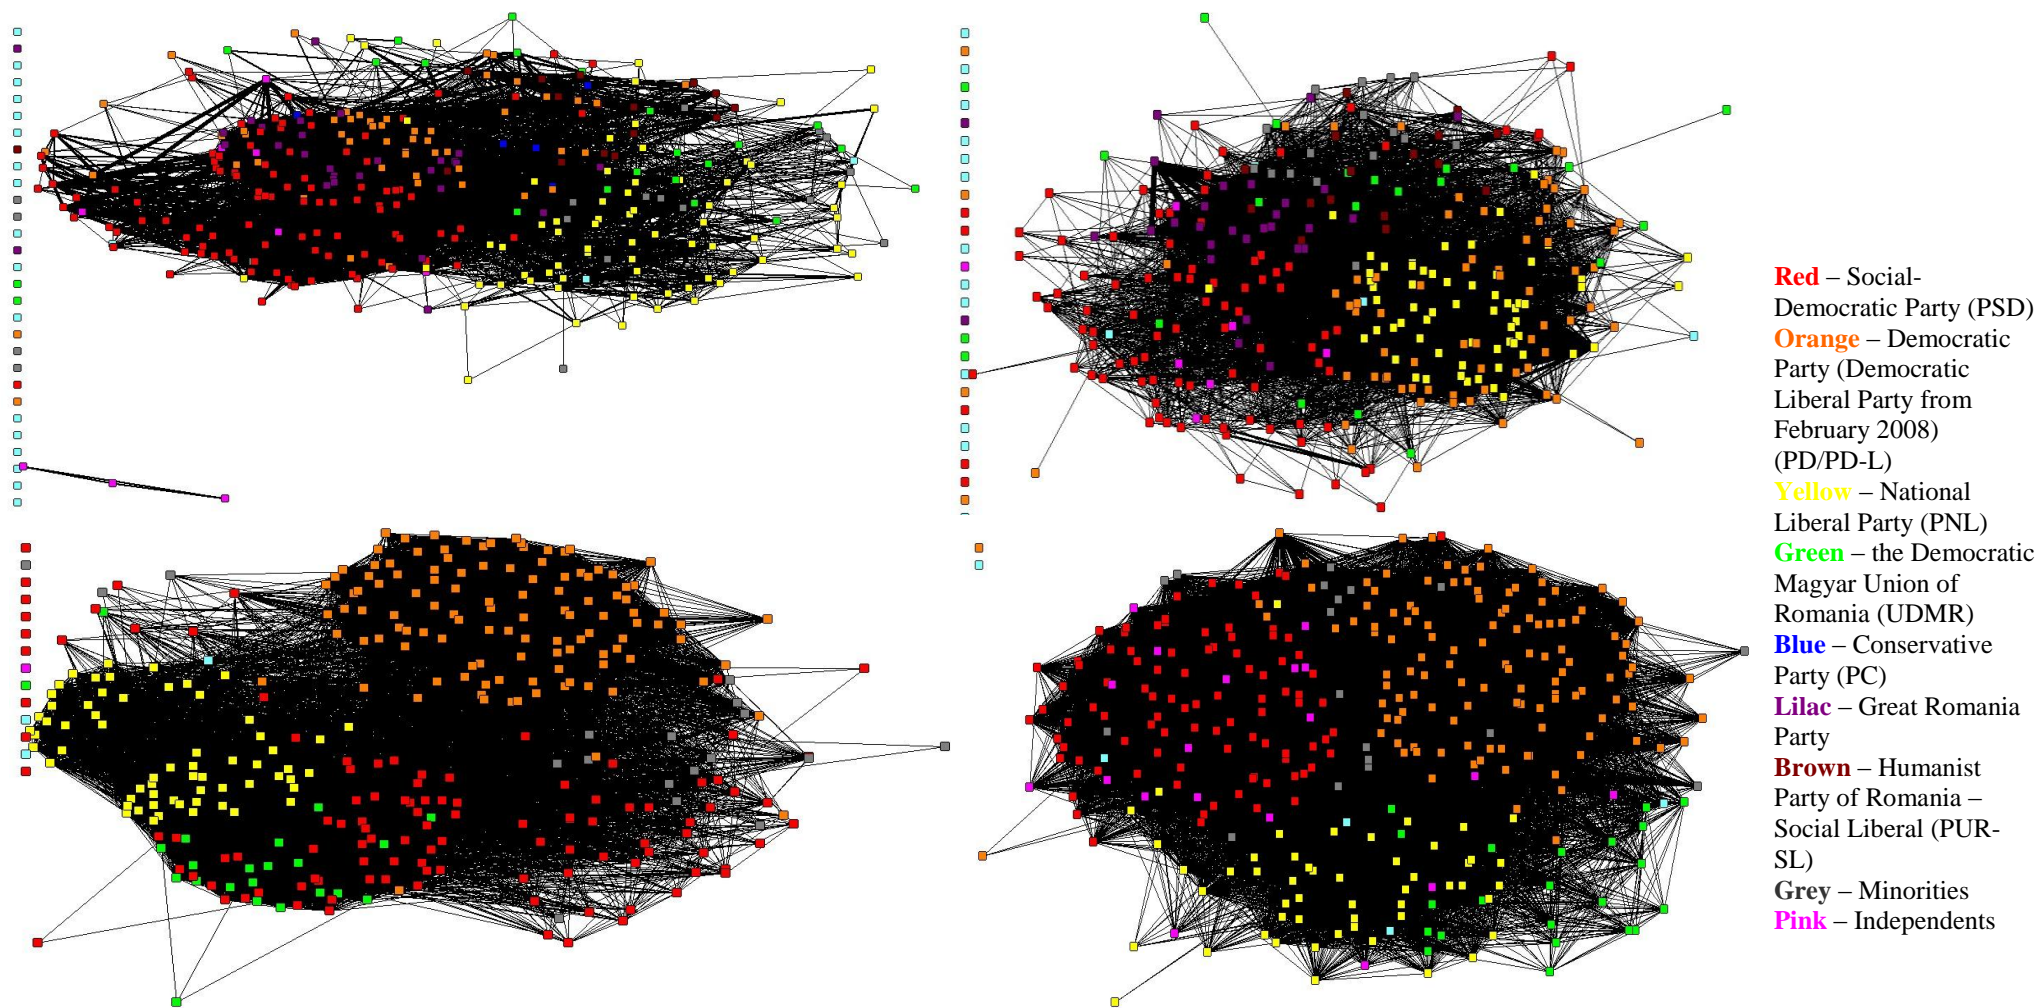 Red – Social-
Democratic Party (PSD)
Orange – Democratic
Party (Democratic
Liberal Party from
February 2008)
(PD/PD-L)
Yellow – National
Liberal Party (PNL)
Green – the Democratic
Magyar Union of
Romania (UDMR)
Blue – Conservative
Party (PC)
Lilac – Great Romania
Party
Brown – Humanist
Party of Romania –
Social Liberal (PUR-
SL)
Grey – Minorities
Pink – Independents